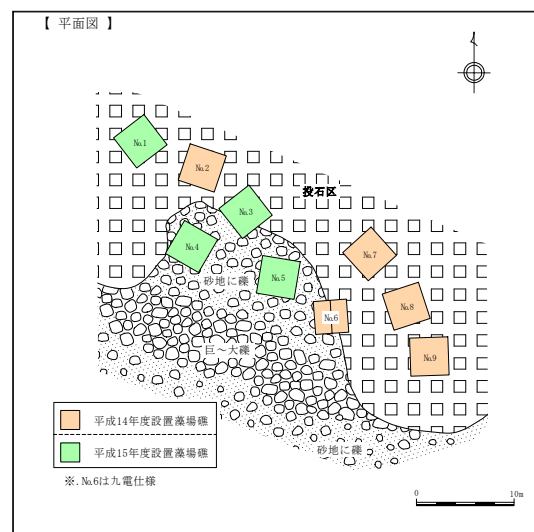 【 平面図 】
No.1
No.2
投石区
No.3
No.4
No.7
砂地に礫
No.5
No.8
No.6
巨～大礫
No.9
平成14年度設置藻場礁
平成15年度設置藻場礁
砂地に礫
※. No.6は九電仕様
0 10m